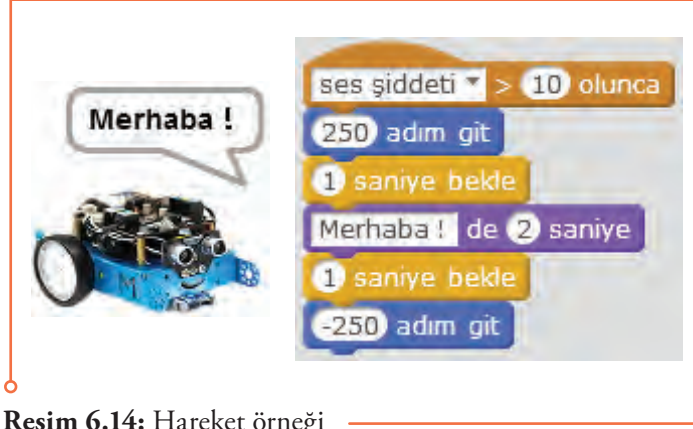 Merhaba !
ses şiddeti > 10 olunca
250 adım git
1 saniye bekle
Merhaba ! de 2 saniye
1 saniye bekle
-250 adım git
Resim 6.14: Hareket örneği